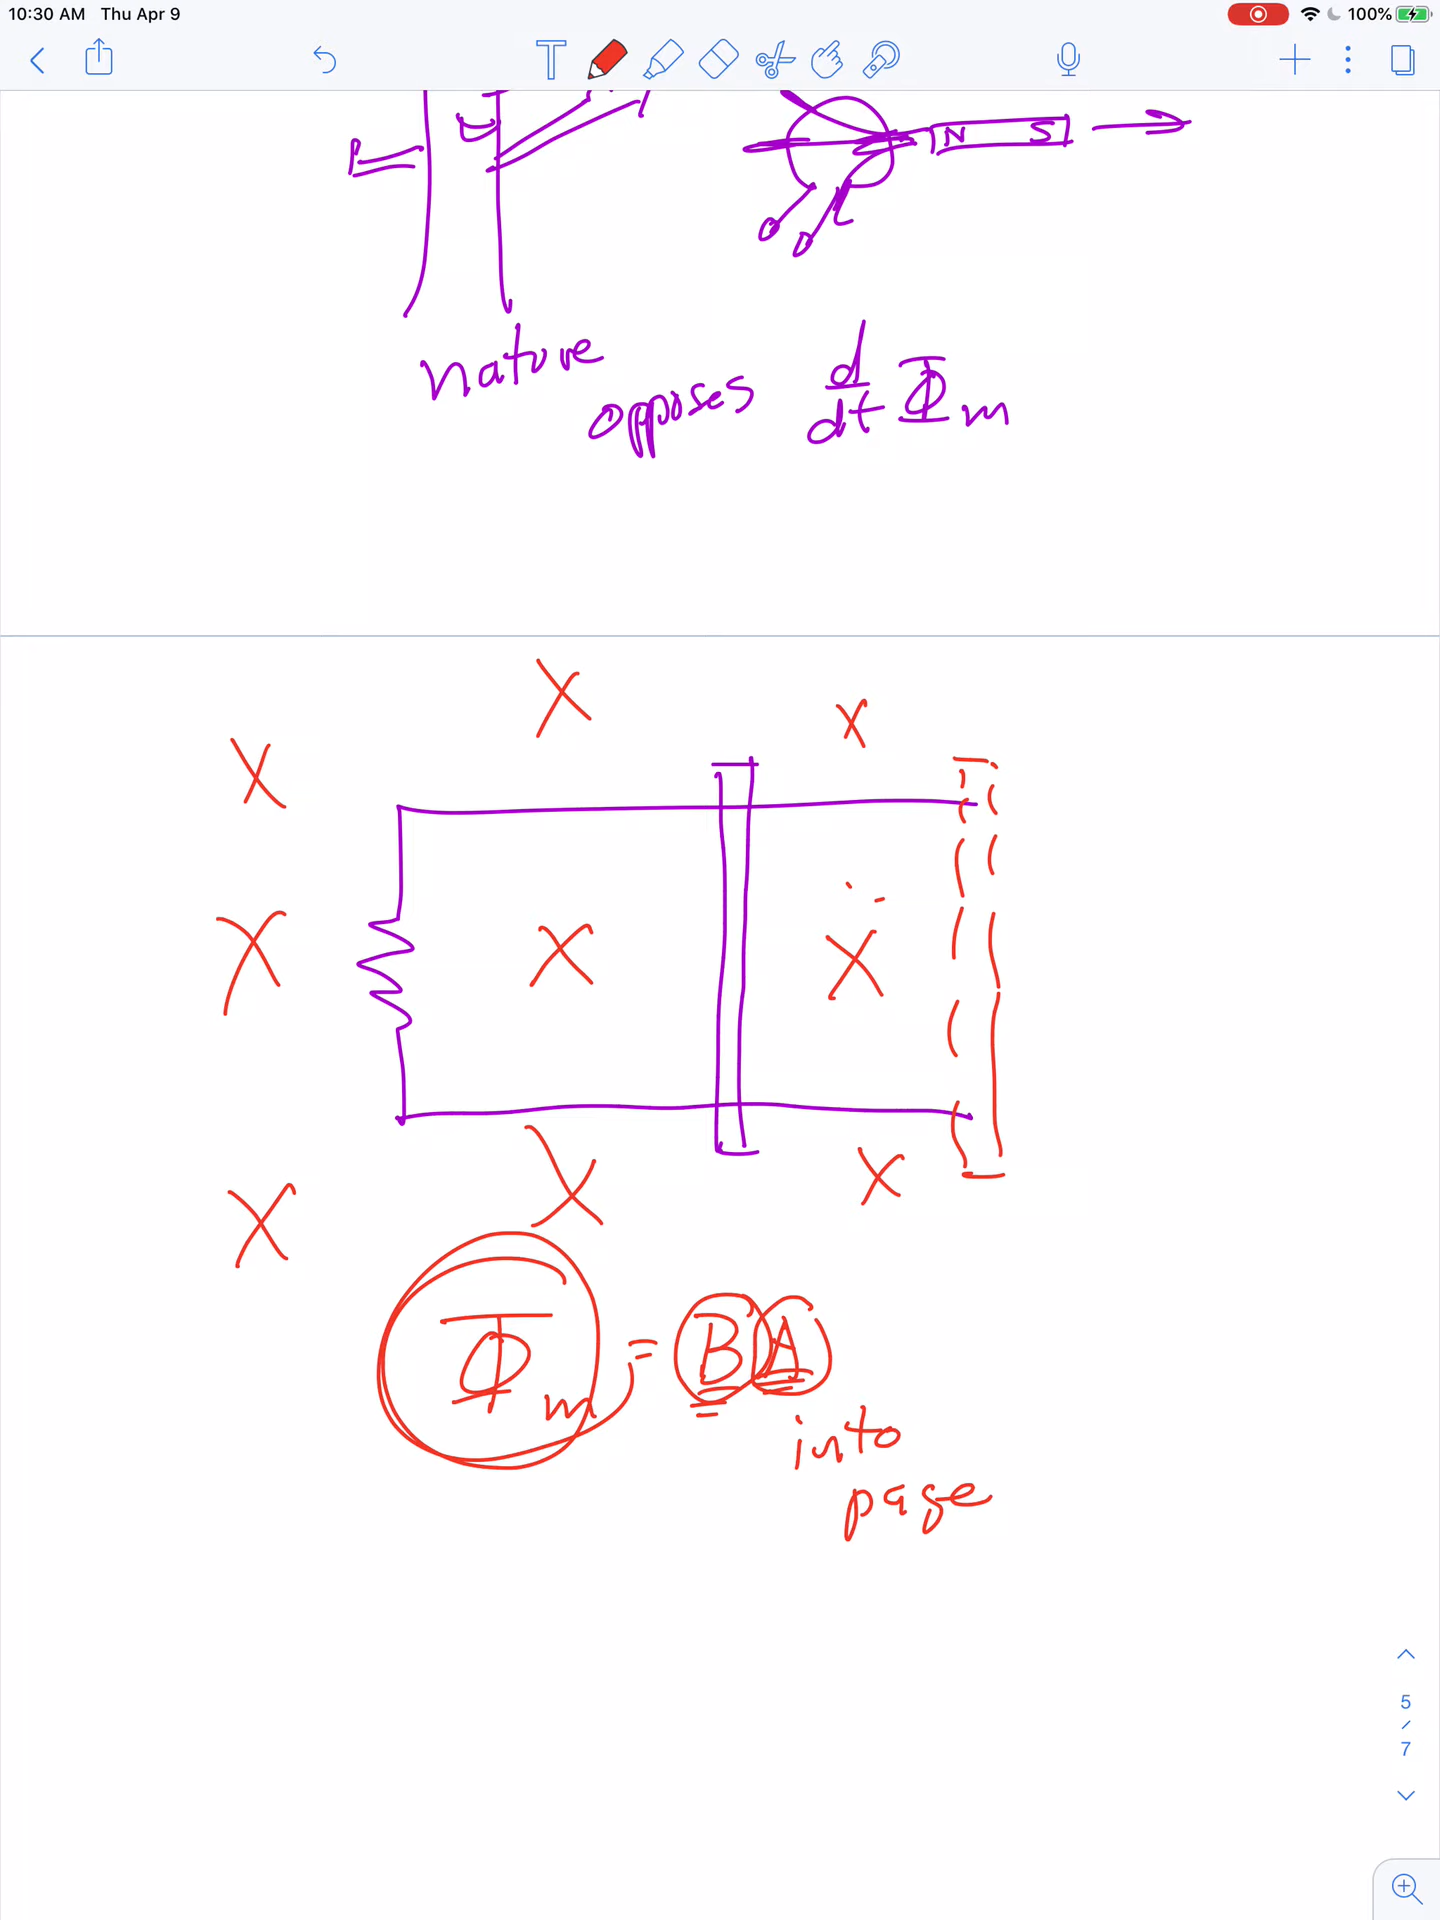 10:30 AM Thu Apr 9
100%
T
N S
nature
opposes d/dt Φm
X X
X
X X X
X X
X
Φm = BA
into
page
5
/
7